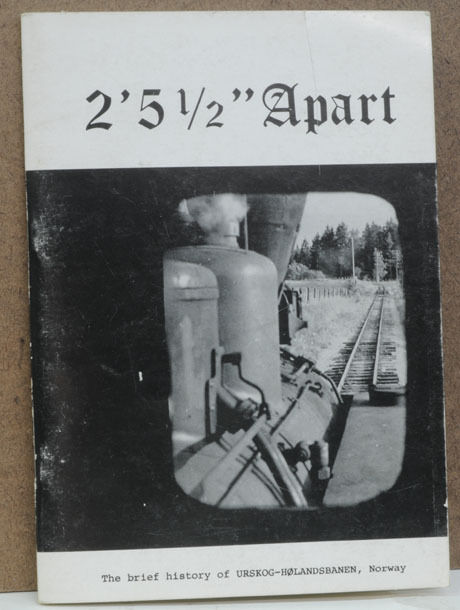 2'5 1/2" Apart
The brief history of URSKOG-HØLANDSBANEN, Norway